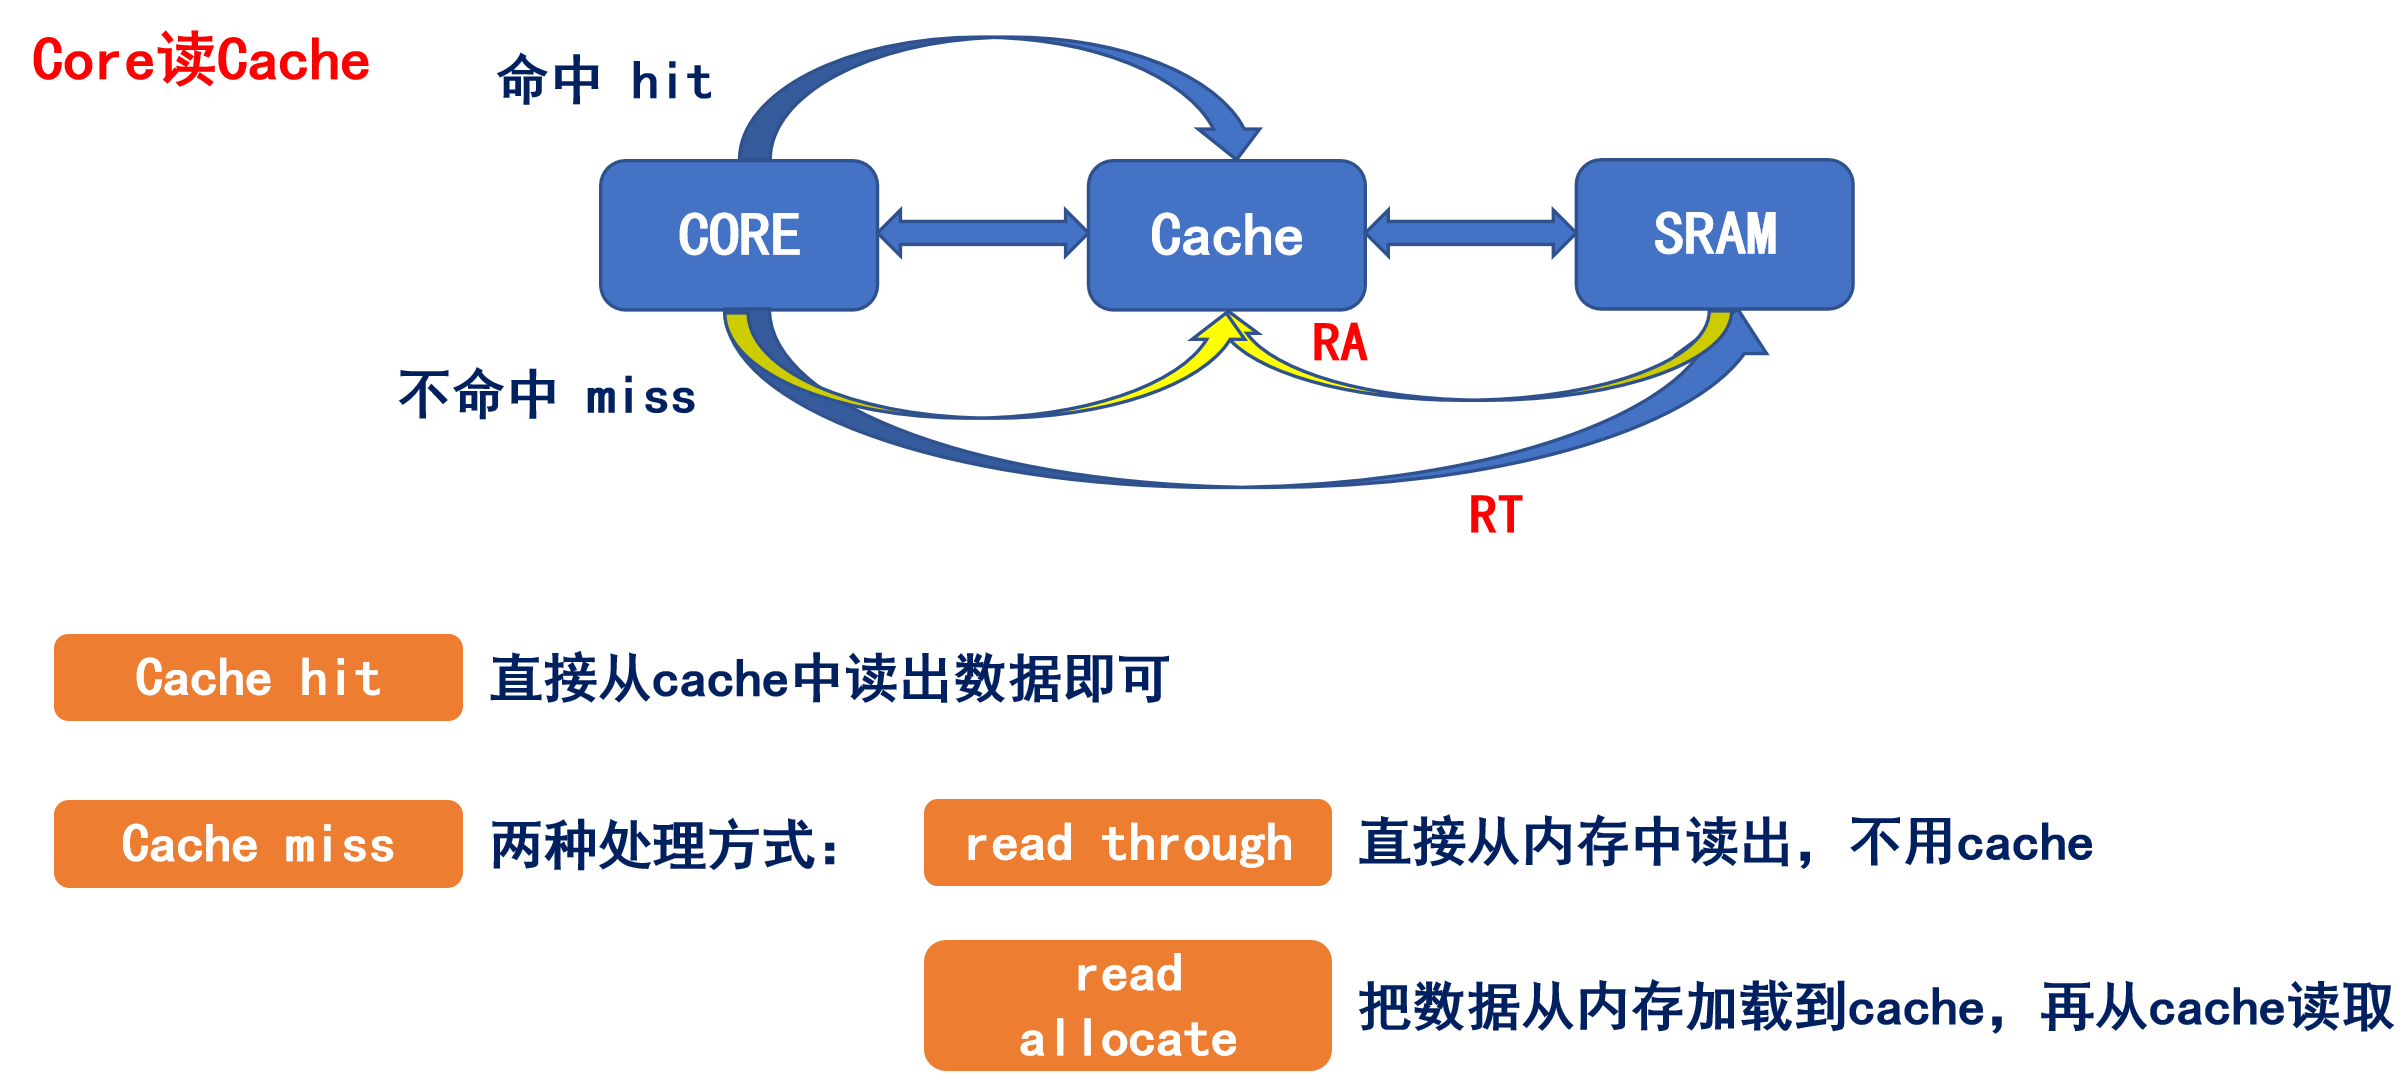 Core读Cache
命中 hit
CORE
Cache
SRAM
RA
不命中 miss
RT
Cache hit
直接从cache中读出数据即可
Cache miss
两种处理方式：
read through
直接从内存中读出，不用cache
read
allocate
把数据从内存加载到cache，再从cache读取